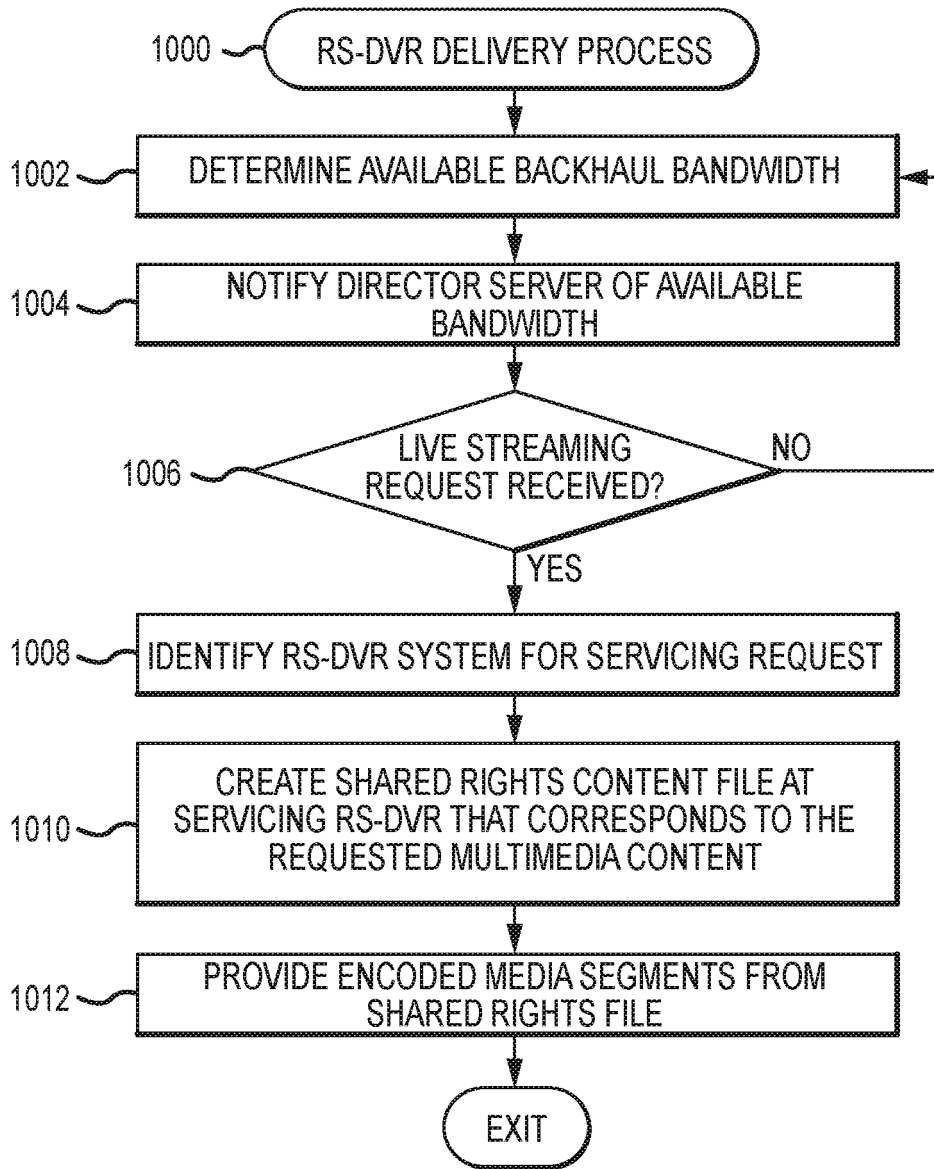 1000
RS-DVR DELIVERY PROCESS
1002
DETERMINE AVAILABLE BACKHAUL BANDWIDTH
1004
NOTIFY DIRECTOR SERVER OF AVAILABLE
BANDWIDTH
1006
LIVE STREAMING
REQUEST RECEIVED?
NO
YES
1008
IDENTIFY RS-DVR SYSTEM FOR SERVICING REQUEST
1010
CREATE SHARED RIGHTS CONTENT FILE AT
SERVICING RS-DVR THAT CORRESPONDS TO THE
REQUESTED MULTIMEDIA CONTENT
1012
PROVIDE ENCODED MEDIA SEGMENTS FROM
SHARED RIGHTS FILE
EXIT